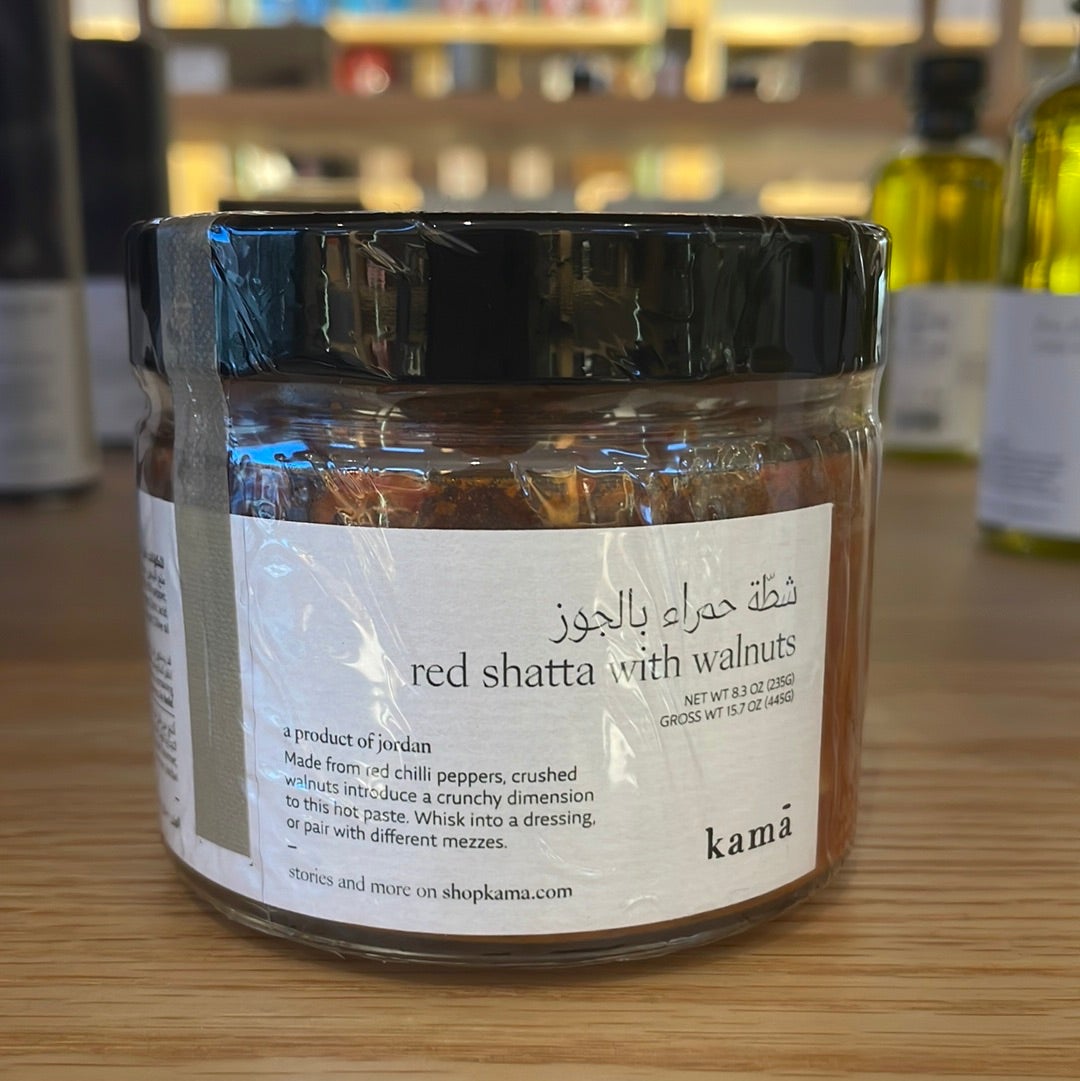 شطّة حمراء بالجوز
red shatta with walnuts
NET WT 8.3 OZ (235G)
GROSS WT 15.7 OZ (445G)
a product of jordan
Made from red chilli peppers, crushed
walnuts introduce a crunchy dimension
to this hot paste. Whisk into a dressing,
or pair with different mezzes.
–
stories and more on shopkama.com
kamā